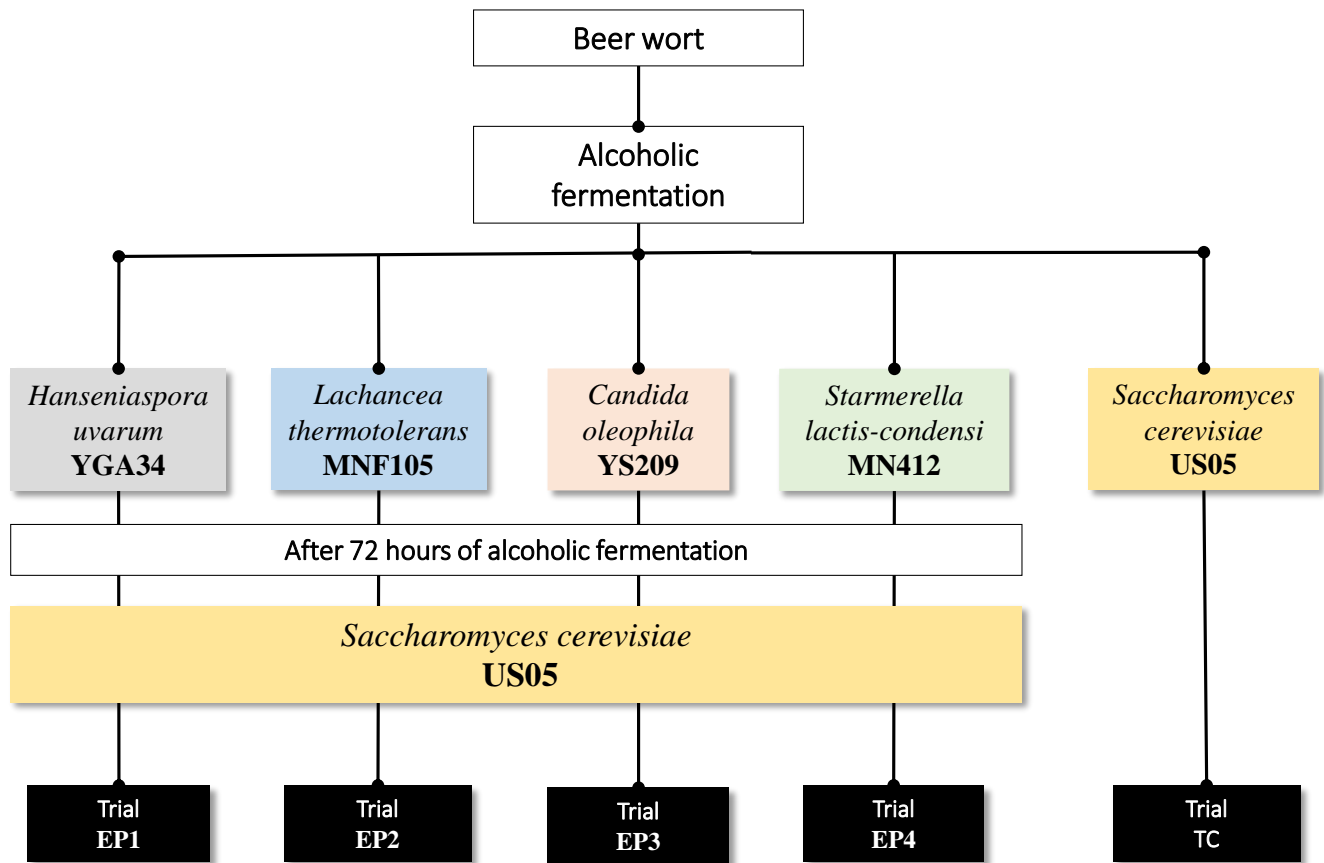 Beer wort
Alcoholic
fermentation
Hanseniaspora
uvarum
YGA34
Lachancea
thermotolerans
MNF105
Candida
oleophila
YS209
Starmerella
lactis-condensi
MN412
Saccharomyces
cerevisiae
US05
After 72 hours of alcoholic fermentation
Saccharomyces cerevisiae
US05
Trial
EP1
Trial
EP2
Trial
EP3
Trial
EP4
Trial
TC